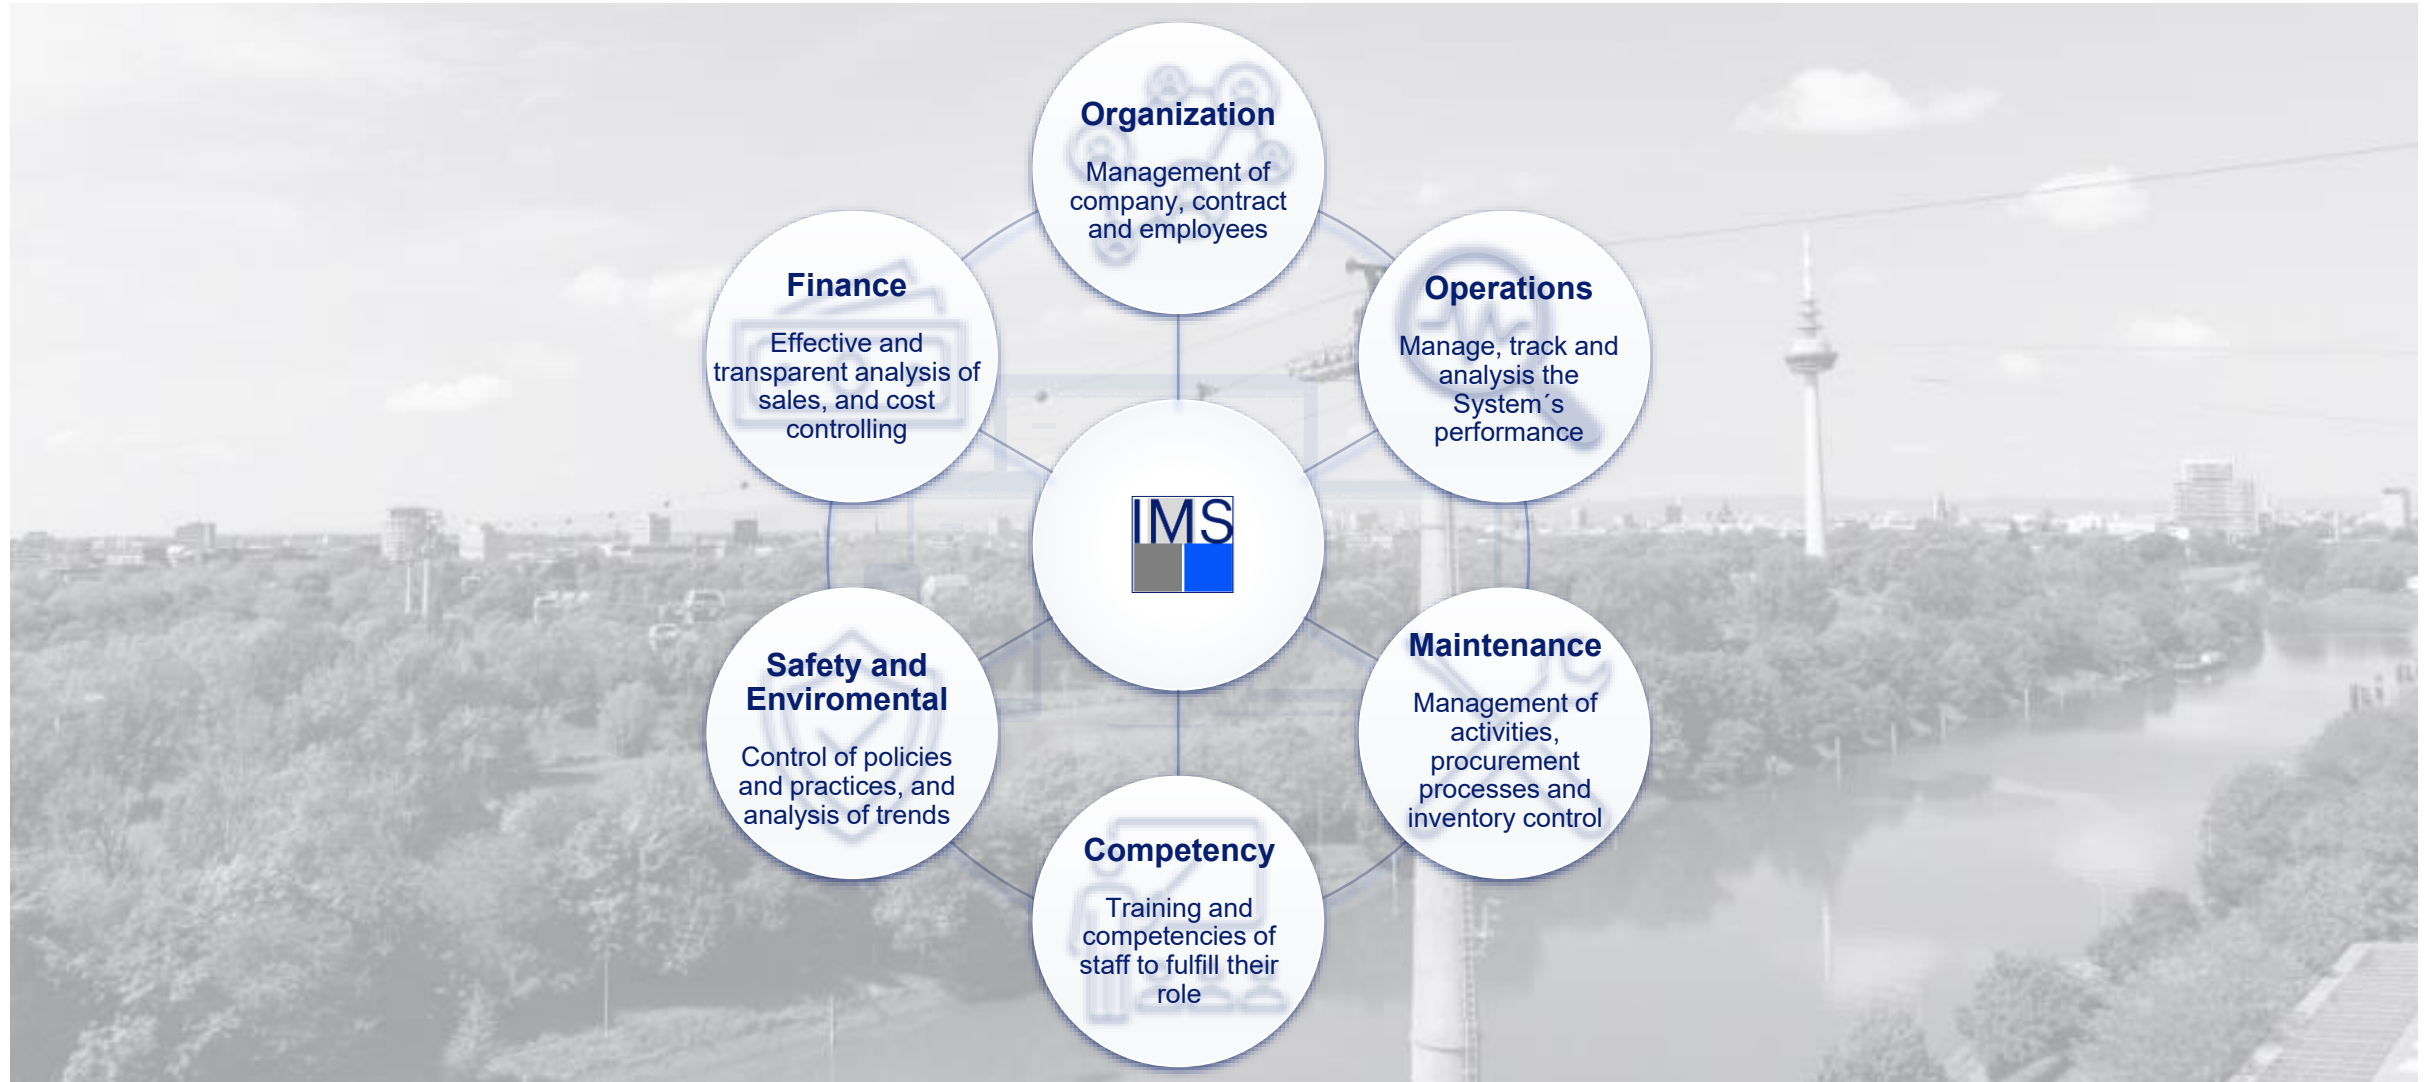 Organization
Management of
company, contract
and employees
Operations
Manage, track and
analysis the
System´s
performance
Maintenance
Management of
activities,
procurement
processes and
inventory control
Competency
Training and
competencies of
staff to fulfill their
role
Safety and
Enviromental
Control of policies
and practices, and
analysis of trends
Finance
Effective and
transparent analysis of
sales, and cost
controlling
IMS